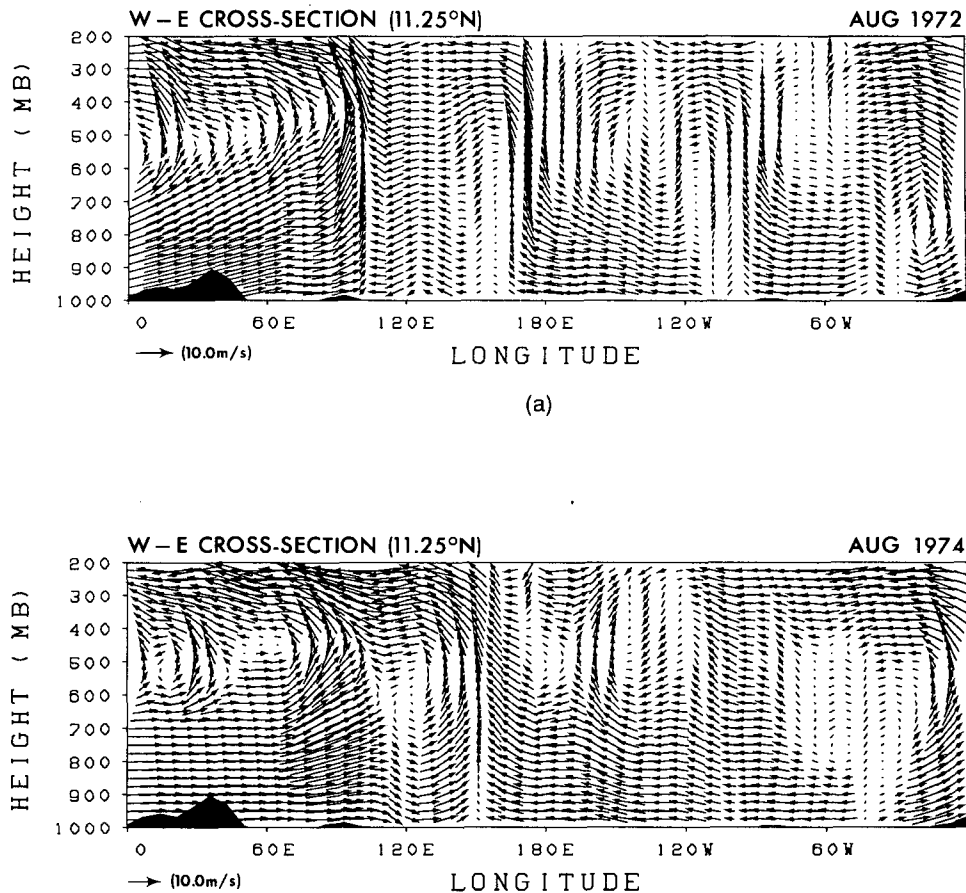 W – E CROSS-SECTION (11.25°N) AUG 1972
HEIGHT (MB)
200
300
400
500
600
700
800
900
1000
0 60E 120E 180E 120W 60W
(10.0m/s)
LONGITUDE
(a)
W – E CROSS-SECTION (11.25°N) AUG 1974
HEIGHT (MB)
200
300
400
500
600
700
800
900
1000
0 60E 120E 180E 120W 60W
(10.0m/s)
LONGITUDE